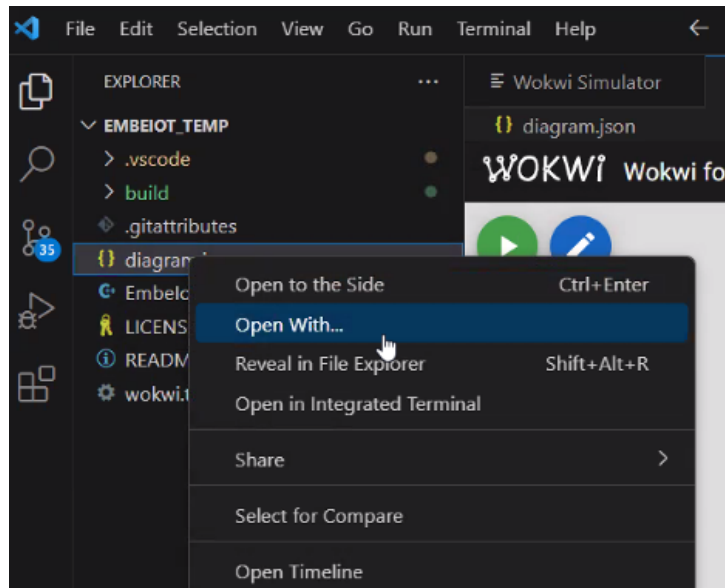 File Edit Selection View Go Run Terminal Help
EXPLORER
Wokwi Simulator
EMBEIOT_TEMP
{} diagram.json
.vscode
WOKWI Wokwi fo
build
.gitattributes
35
{} diagram.j
Open to the Side Ctrl+Enter
EmbeIo
Open With...
LICENS
Reveal in File Explorer Shift+Alt+R
READM
Open in Integrated Terminal
wokwi.t
Share
Select for Compare
Open Timeline